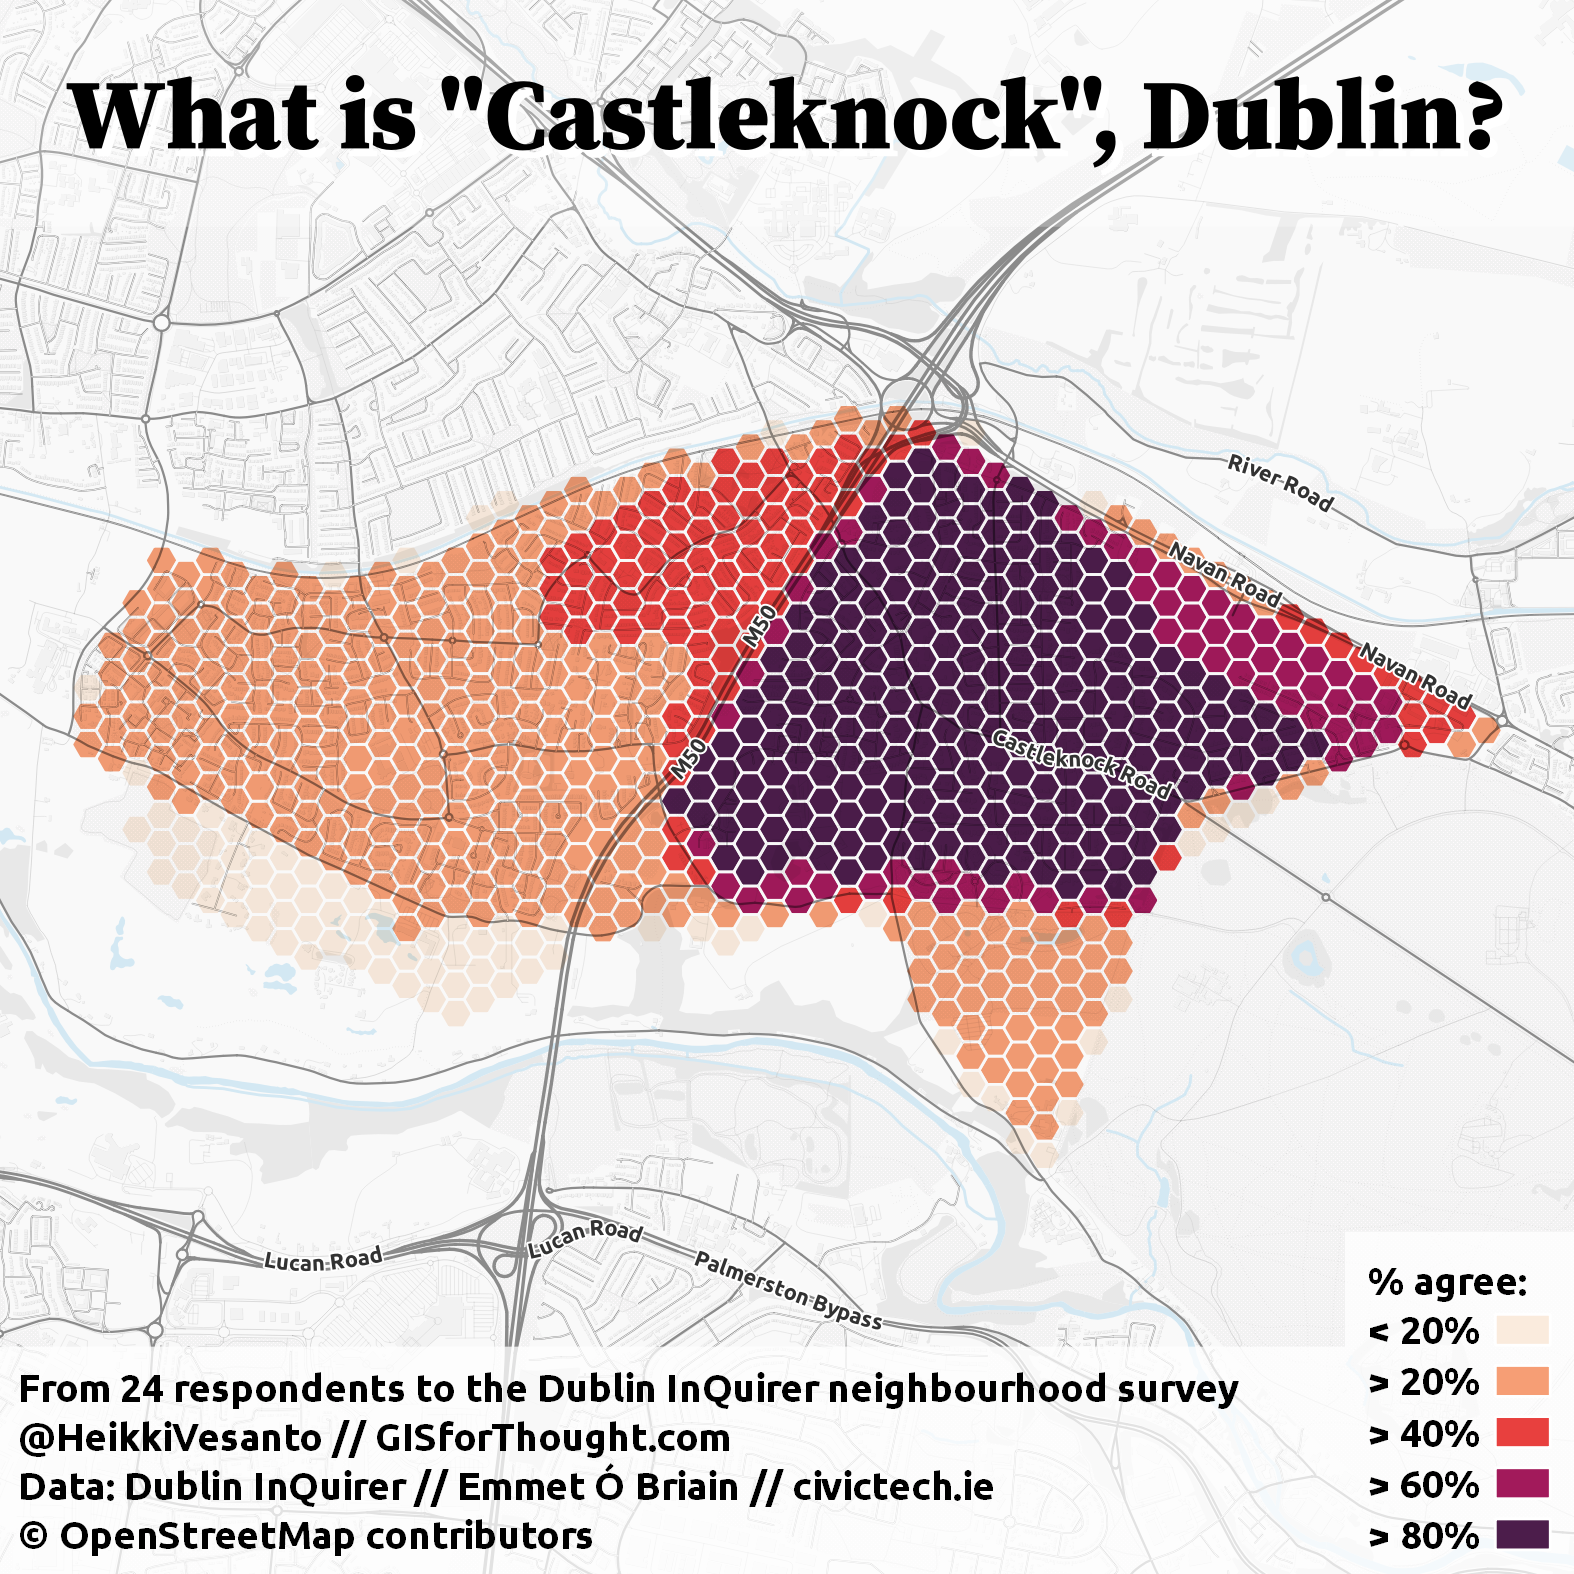 What is "Castleknock", Dublin?
River Road
Navan Road
Navan Road
M50
M50
Castleknock Road
Lucan Road
Lucan Road
Palmerston Bypass
% agree:
< 20%
> 20%
> 40%
> 60%
> 80%
From 24 respondents to the Dublin InQuirer neighbourhood survey
@HeikkiVesanto // GISforThought.com
Data: Dublin InQuirer // Emmet Ó Briain // civictech.ie
© OpenStreetMap contributors